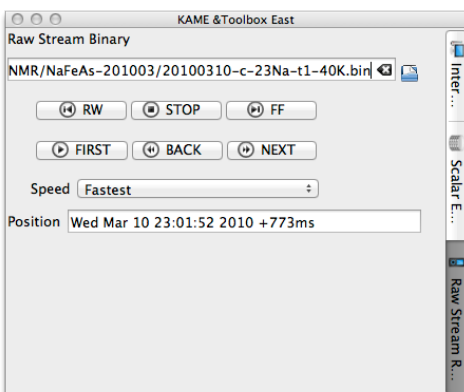 KAME &Toolbox East
Raw Stream Binary
NMR/NaFeAs-201003/20100310-c-23Na-t1-40K.bin
RW STOP FF
FIRST BACK NEXT
Speed Fastest
Position Wed Mar 10 23:01:52 2010 +773ms
Inter...
Scalar E...
Raw Stream R...